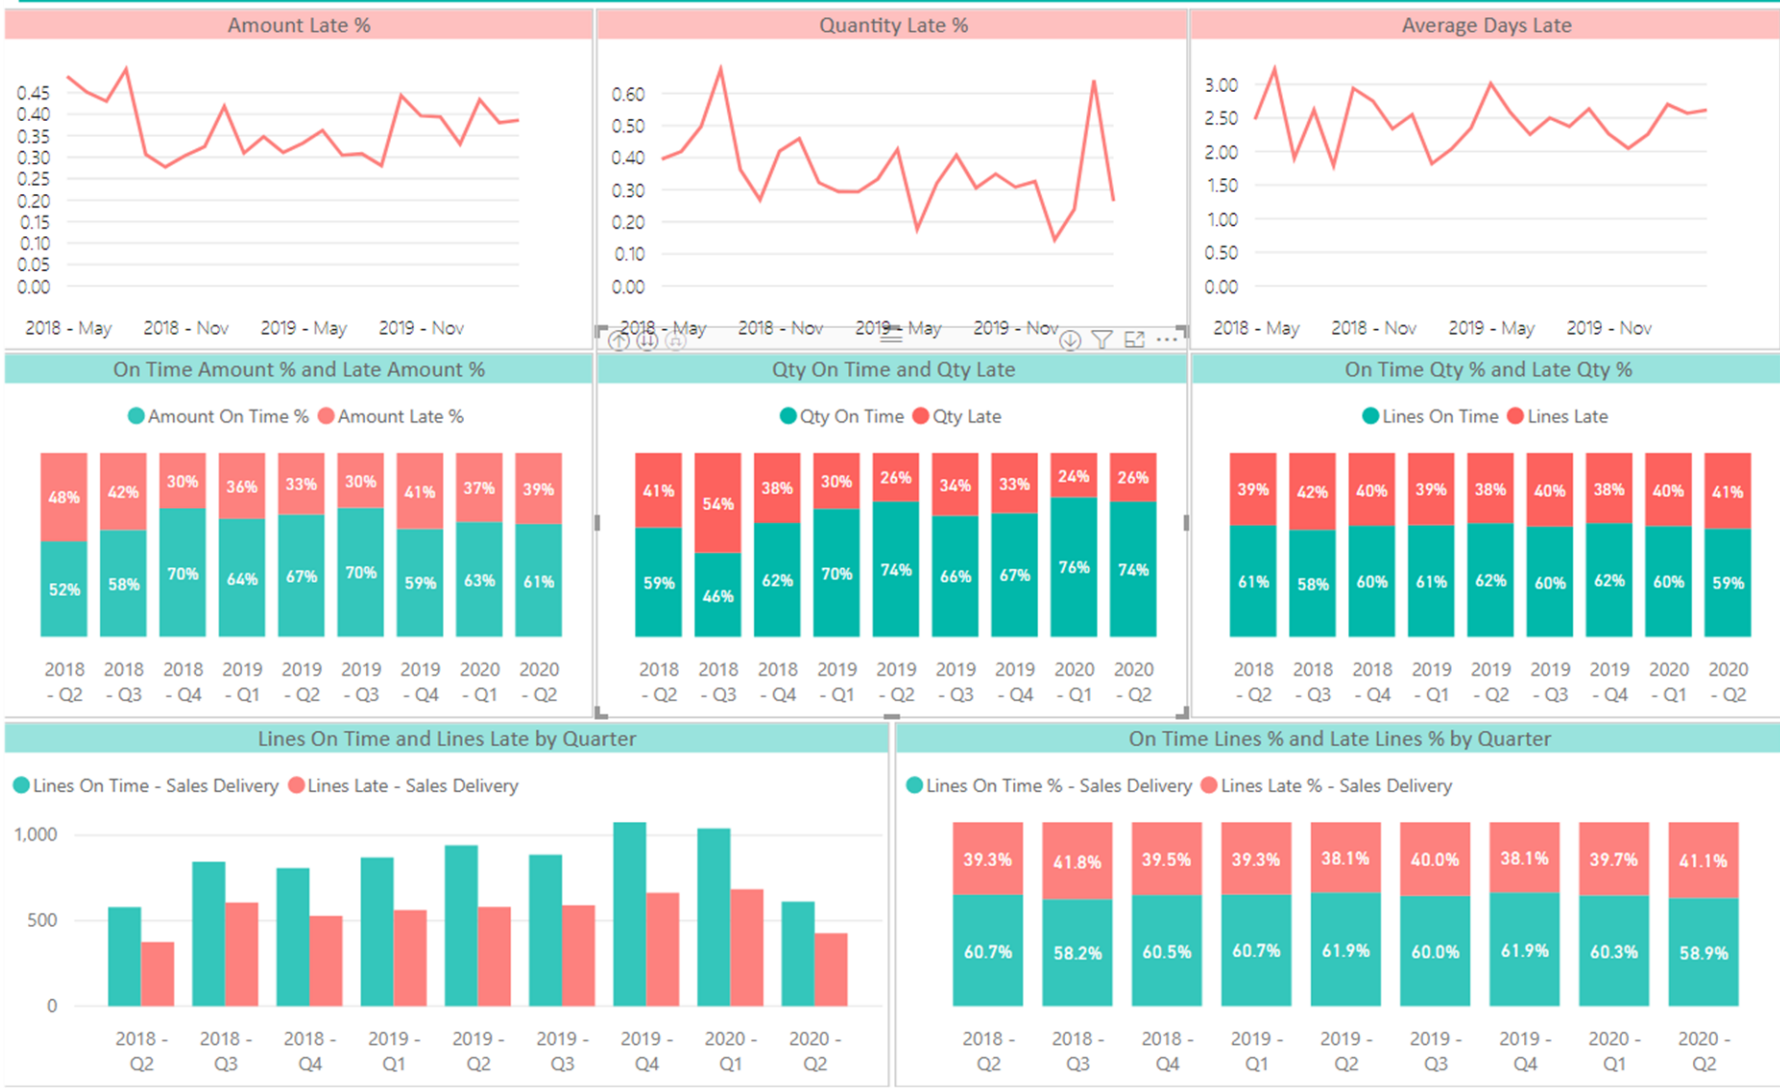 Amount Late %
0.45
0.40
0.35
0.30
0.25
0.20
0.15
0.10
0.05
0.00
2018 - May 2018 - Nov 2019 - May 2019 - Nov
Quantity Late %
0.60
0.50
0.40
0.30
0.20
0.10
0.00
2018 - May 2018 - Nov 2019 - May 2019 - Nov
Average Days Late
3.00
2.50
2.00
1.50
1.00
0.50
0.00
2018 - May 2018 - Nov 2019 - May 2019 - Nov
On Time Amount % and Late Amount %
Amount On Time % Amount Late %
48% 42% 30% 36% 33% 30% 41% 37% 39%
52% 58% 70% 64% 67% 70% 59% 63% 61%
2018 2018 2018 2019 2019 2019 2019 2020 2020
- Q2 - Q3 - Q4 - Q1 - Q2 - Q3 - Q4 - Q1 - Q2
Qty On Time and Qty Late
Qty On Time Qty Late
41% 54% 38% 30% 26% 34% 33% 24% 26%
59% 46% 62% 70% 74% 66% 67% 76% 74%
2018 2018 2018 2019 2019 2019 2019 2020 2020
- Q2 - Q3 - Q4 - Q1 - Q2 - Q3 - Q4 - Q1 - Q2
On Time Qty % and Late Qty %
Lines On Time Lines Late
39% 42% 40% 39% 38% 40% 38% 40% 41%
61% 58% 60% 61% 62% 60% 62% 60% 59%
2018 2018 2018 2019 2019 2019 2019 2020 2020
- Q2 - Q3 - Q4 - Q1 - Q2 - Q3 - Q4 - Q1 - Q2
Lines On Time and Lines Late by Quarter
Lines On Time - Sales Delivery Lines Late - Sales Delivery
1,000
500
0
2018 - 2018 - 2018 - 2019 - 2019 - 2019 - 2019 - 2020 - 2020 -
Q2 Q3 Q4 Q1 Q2 Q3 Q4 Q1 Q2
On Time Lines % and Late Lines % by Quarter
Lines On Time % - Sales Delivery Lines Late % - Sales Delivery
39.3% 41.8% 39.5% 39.3% 38.1% 40.0% 38.1% 39.7% 41.1%
60.7% 58.2% 60.5% 60.7% 61.9% 60.0% 61.9% 60.3% 58.9%
2018 - 2018 - 2018 - 2019 - 2019 - 2019 - 2019 - 2020 - 2020 -
Q2 Q3 Q4 Q1 Q2 Q3 Q4 Q1 Q2